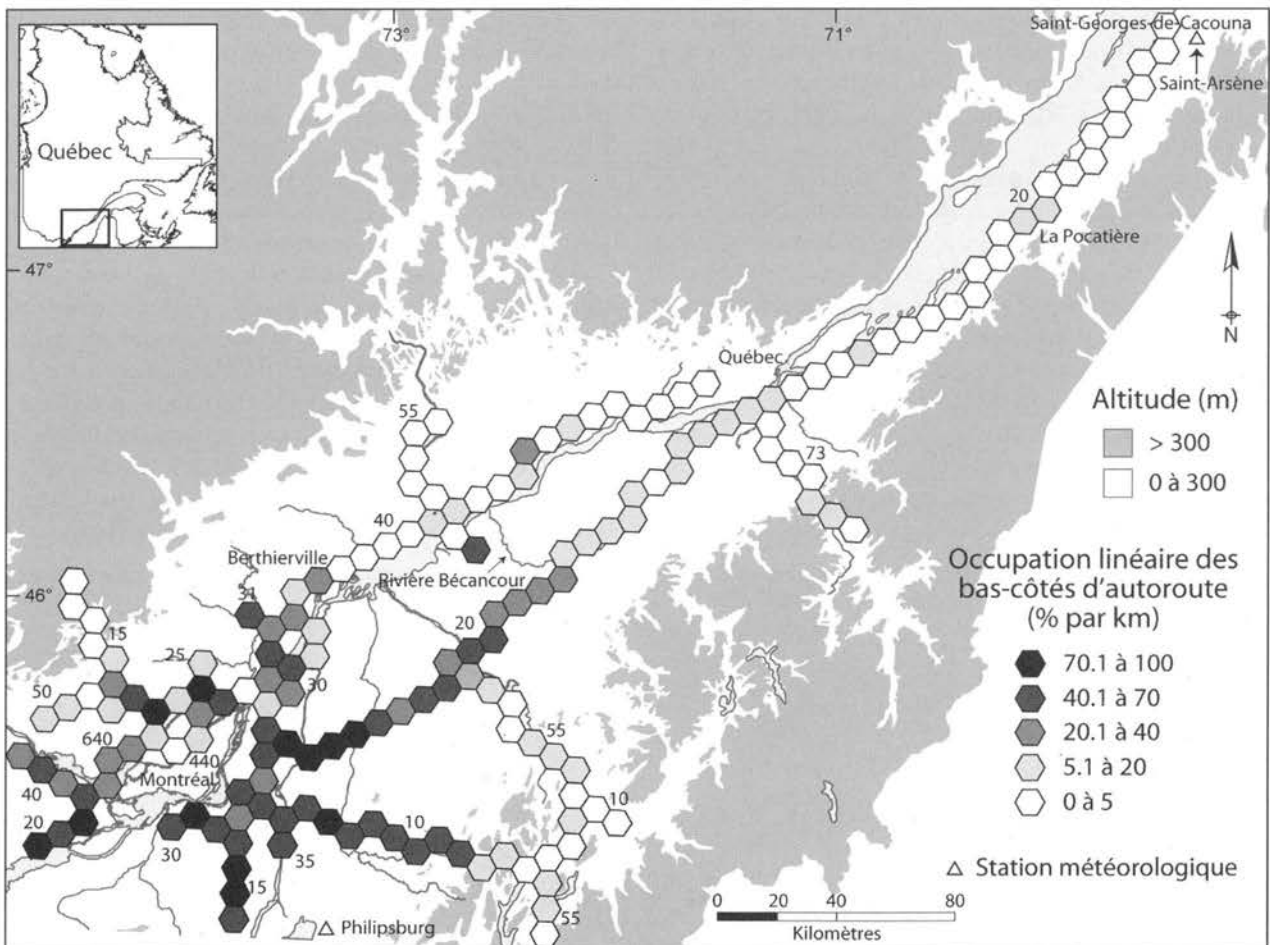 73°
71°
Saint-Georges-de-Cacouna
Saint-Arsène
Québec
20
La Pocatière
47°
N
Québec
55
73
Altitude (m)
> 300
0 à 300
40
Berthierville
Rivière Bécancour
46°
31
20
15
25
50
30
640
440
55
Montréal
40
10
20
10
30
35
15
55
Philipsburg
Occupation linéaire des
bas-côtés d'autoroute
(% par km)
70.1 à 100
40.1 à 70
20.1 à 40
5.1 à 20
0 à 5
Station météorologique
0 20 40 60 80
Kilomètres